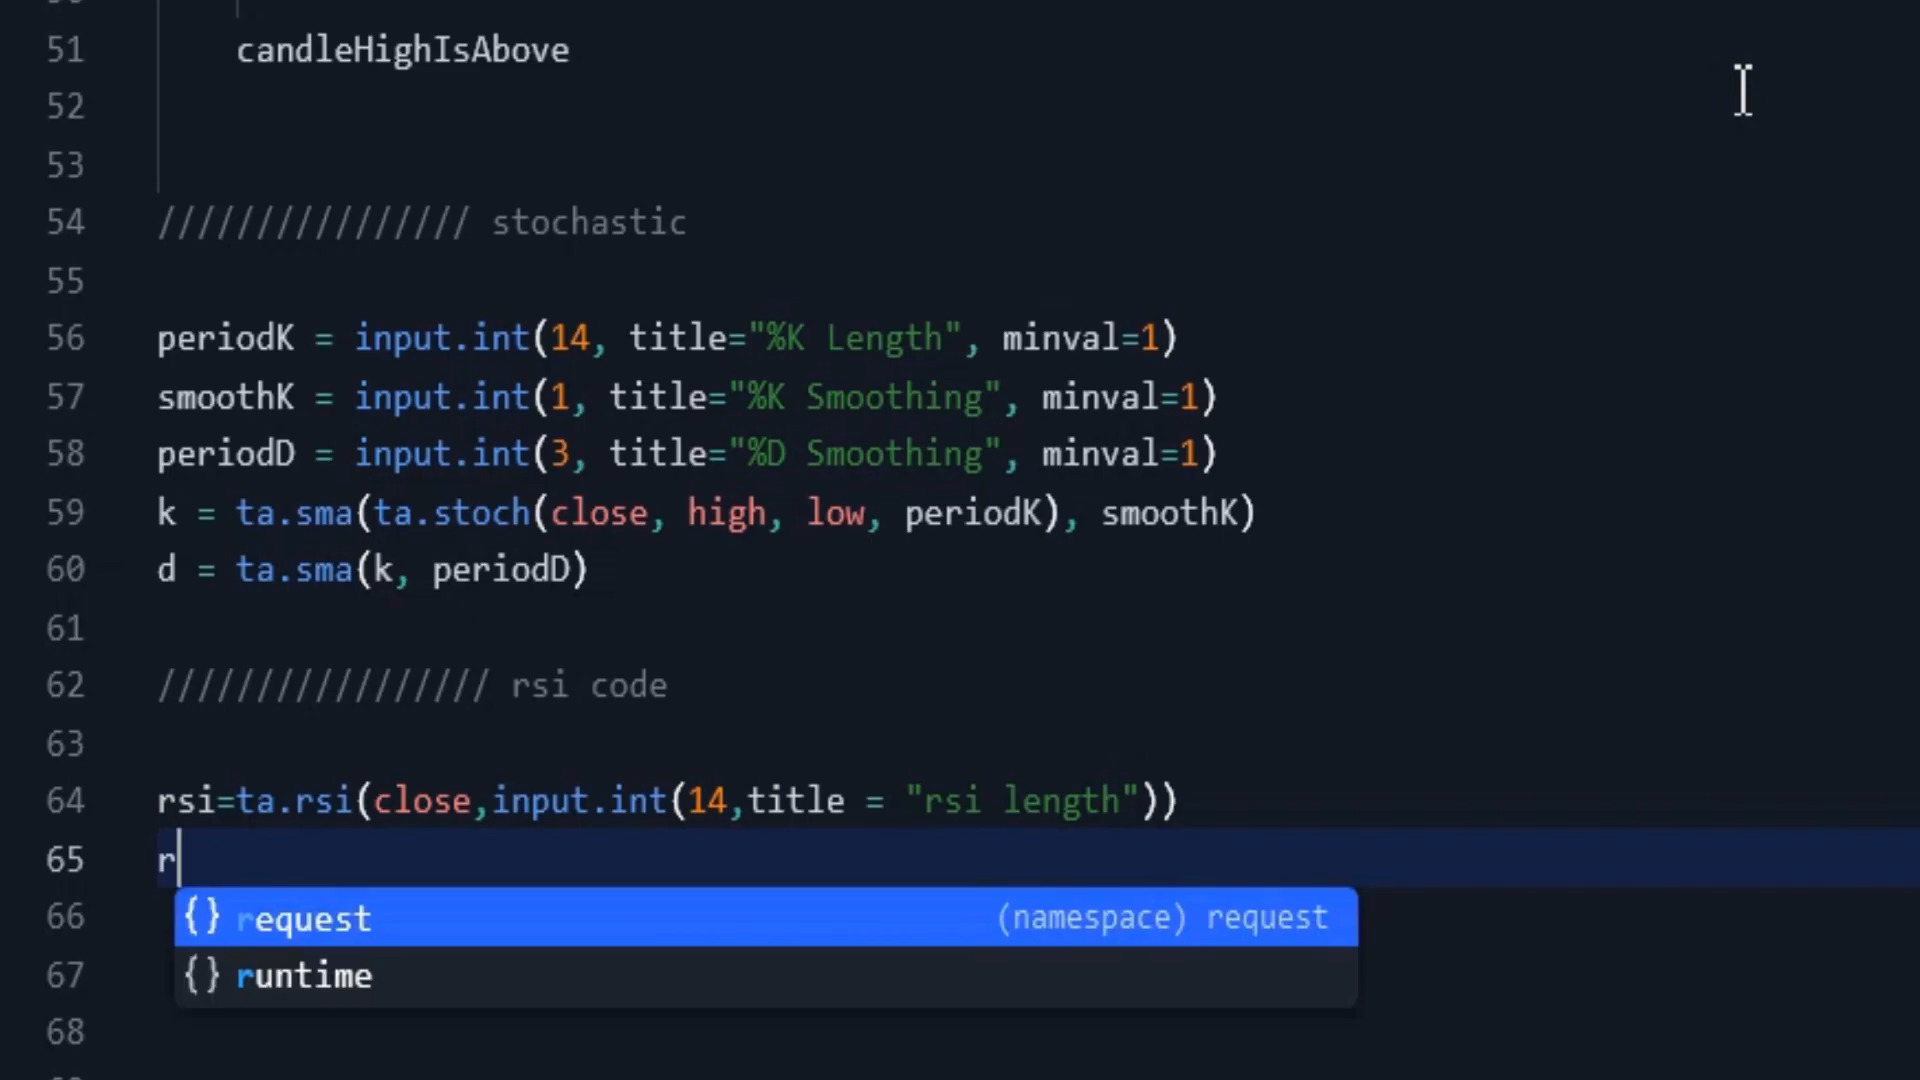 51 candleHighIsAbove
52
53
54 //////////////// stochastic
55
56 periodK = input.int(14, title="%K Length", minval=1)
57 smoothK = input.int(1, title="%K Smoothing", minval=1)
58 periodD = input.int(3, title="%D Smoothing", minval=1)
59 k = ta.sma(ta.stoch(close, high, low, periodK), smoothK)
60 d = ta.sma(k, periodD)
61
62 ///////////////// rsi code
63
64 rsi=ta.rsi(close,input.int(14,title = "rsi length"))
65 r
66 {} request (namespace) request
67 {} runtime
68